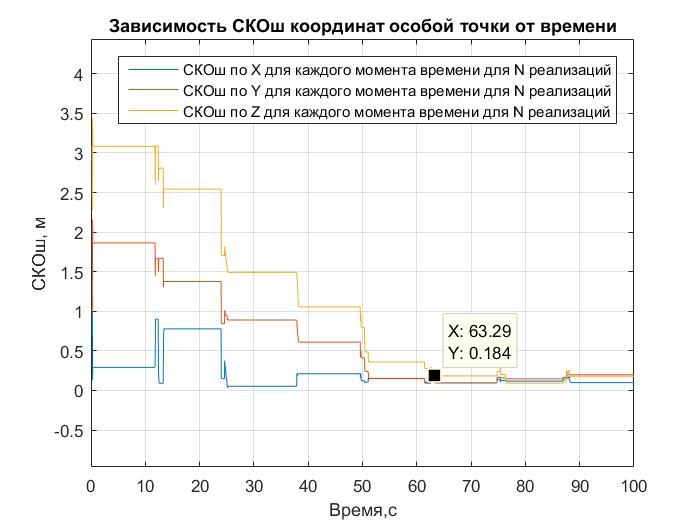 Зависимость СКОш координат особой точки от времени
СКОш по X для каждого момента времени для N реализаций
СКОш по Y для каждого момента времени для N реализаций
СКОш по Z для каждого момента времени для N реализаций
4
3.5
3
2.5
2
1.5
1
0.5
0
-0.5
СКОш, м
X: 63.29
Y: 0.184
0 10 20 30 40 50 60 70 80 90 100
Время,с